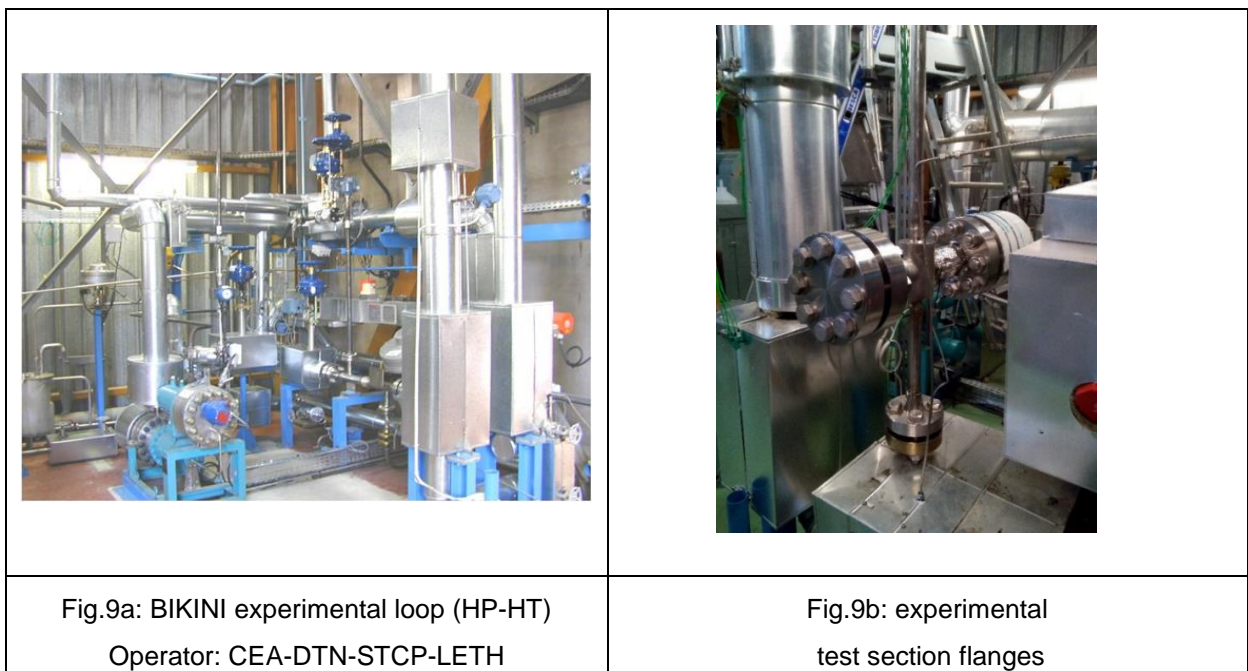 Fig.9a: BIKINI experimental loop (HP-HT)
Operator: CEA-DTN-STCP-LETH
Fig.9b: experimental
test section flanges